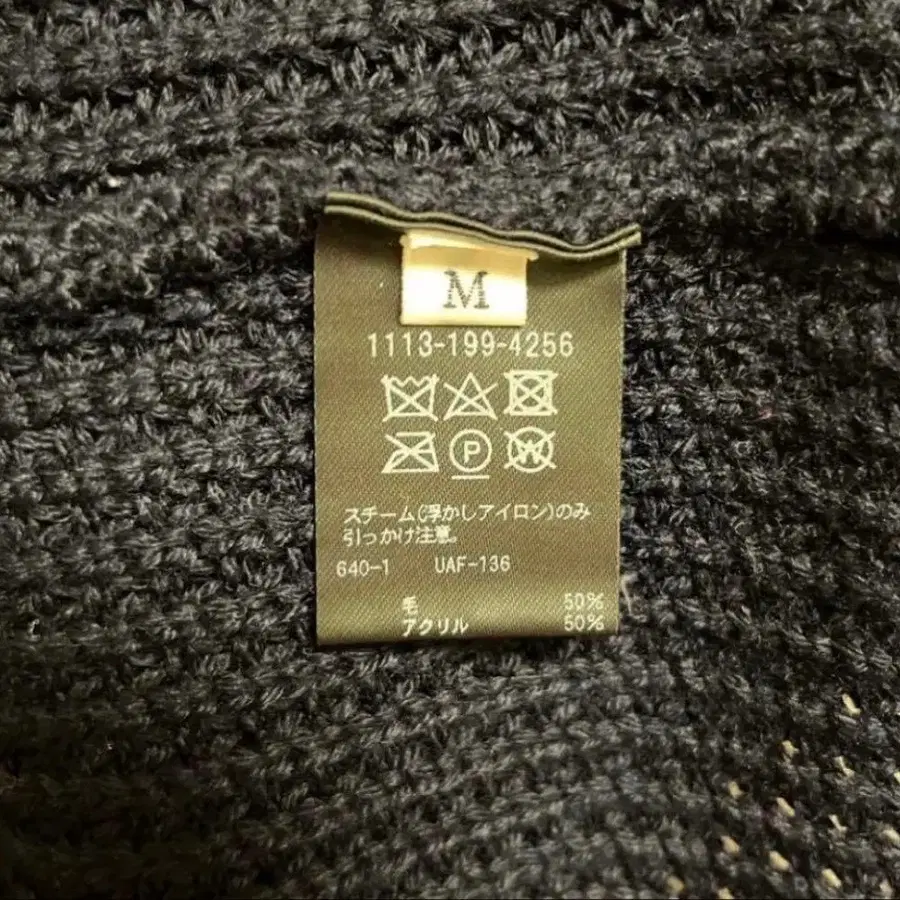 M
1113-199-4256
P
W
スチーム(浮かしアイロン)のみ
引っかけ注意。
640-1 UAF-136
毛 50%
アクリル 50%